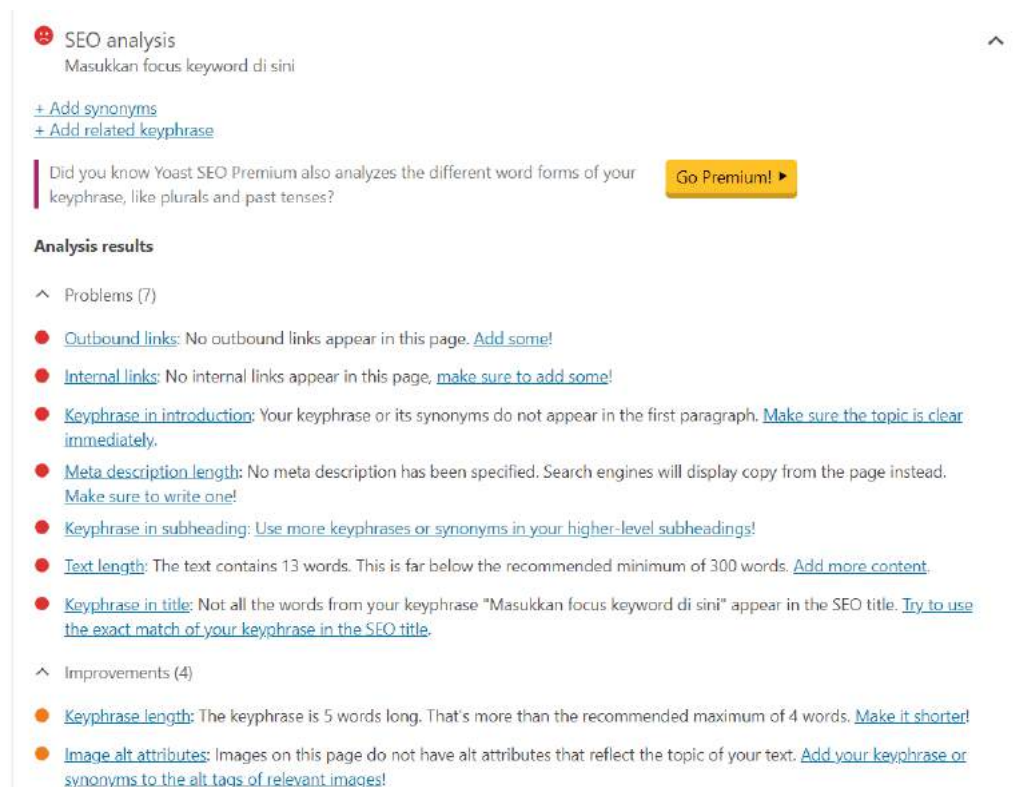 SEO analysis
Masukkan focus keyword di sini
+ Add synonyms
+ Add related keyphrase
Did you know Yoast SEO Premium also analyzes the different word forms of your
keyphrase, like plurals and past tenses?
Go Premium!
Analysis results
Problems (7)
Outbound links: No outbound links appear in this page. Add some!
Internal links: No internal links appear in this page, make sure to add some!
Keyphrase in introduction: Your keyphrase or its synonyms do not appear in the first paragraph. Make sure the topic is clear
immediately.
Meta description length: No meta description has been specified. Search engines will display copy from the page instead.
Make sure to write one!
Keyphrase in subheading: Use more keyphrases or synonyms in your higher-level subheadings!
Text length: The text contains 13 words. This is far below the recommended minimum of 300 words. Add more content.
Keyphrase in title: Not all the words from your keyphrase "Masukkan focus keyword di sini" appear in the SEO title. Try to use
the exact match of your keyphrase in the SEO title.
Improvements (4)
Keyphrase length: The keyphrase is 5 words long. That's more than the recommended maximum of 4 words. Make it shorter!
Image alt attributes: Images on this page do not have alt attributes that reflect the topic of your text. Add your keyphrase or
synonyms to the alt tags of relevant images!